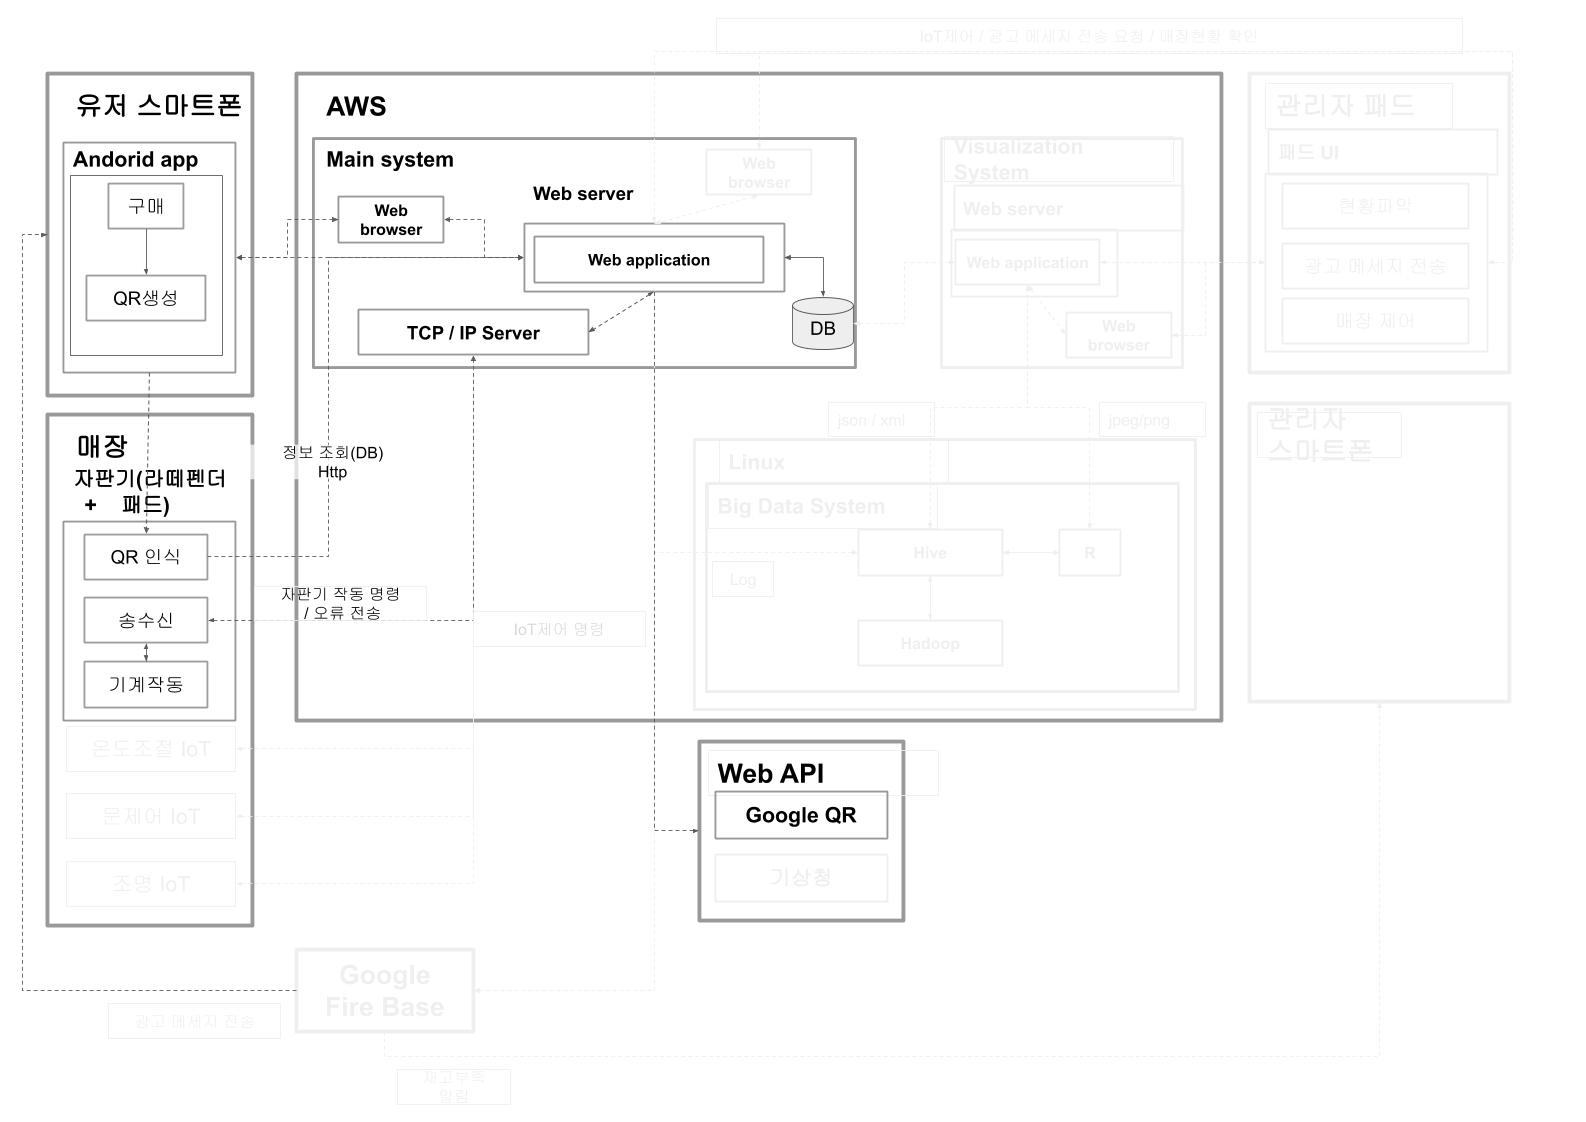 IoT제어 / 광고 메세지 전송 요청 / 매장현황 확인
유저 스마트폰
Andorid app
구매
QR생성
AWS
Main system
Web
browser
Web server
Web application
TCP / IP Server
DB
Web
browser
Visualization
System
Web server
Web application
Web
browser
관리자 패드
패드 UI
현황파악
광고 메세지 전송
매장 제어
매장
자판기(라떼펜더
+ 패드)
QR 인식
송수신
기계작동
온도조절 IoT
문제어 IoT
조명 IoT
정보 조회(DB)
Http
자판기 작동 명령
/ 오류 전송
IoT제어 명령
json / xml
jpeg/png
Linux
Big Data System
Hive
R
Log
Hadoop
관리자
스마트폰
Web API
Google QR
기상청
Google
Fire Base
광고 메세지 전송
재고부족
알림